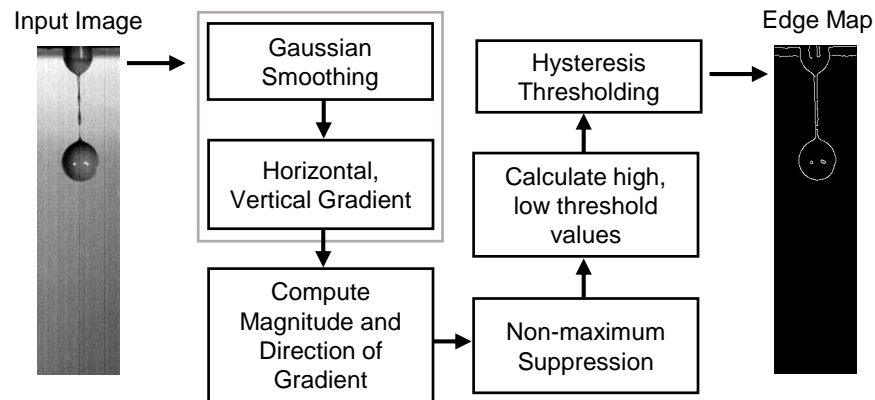 Input Image
Gaussian
Smoothing
Horizontal,
Vertical Gradient
Compute
Magnitude and
Direction of
Gradient
Non-maximum
Suppression
Calculate high,
low threshold
values
Hysteresis
Thresholding
Edge Map